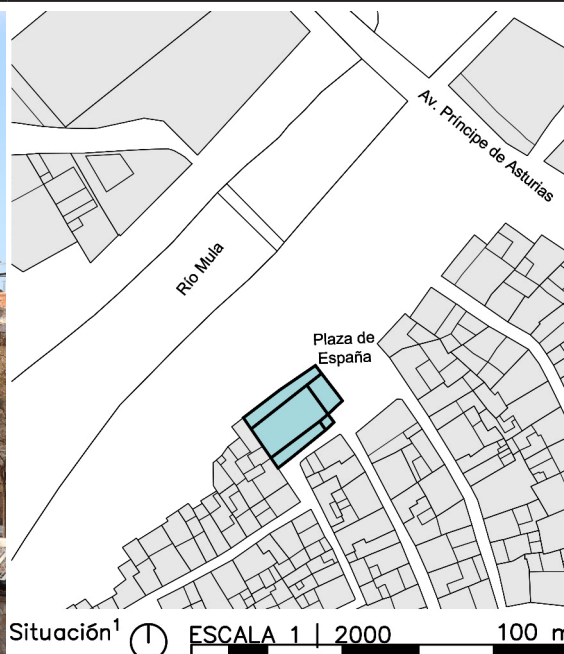 Av. Príncipe de Asturias
Río Mula
Plaza de
España
Situación¹ ESCALA 1 | 2000 100 m